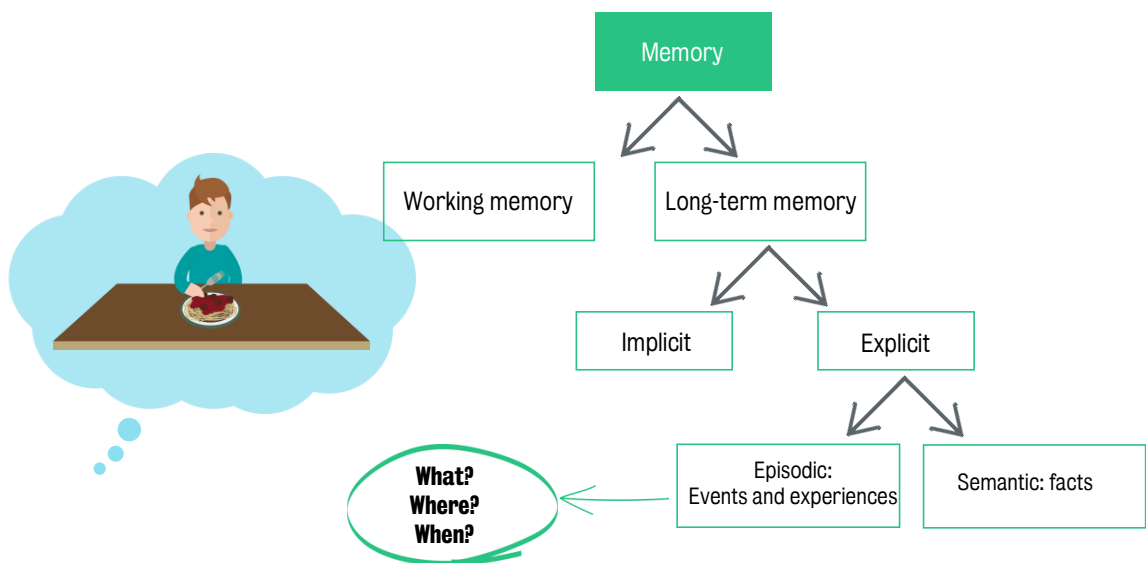 Memory
Working memory
Long-term memory
Implicit
Explicit
Episodic:
Events and experiences
Semantic: facts
What?
Where?
When?